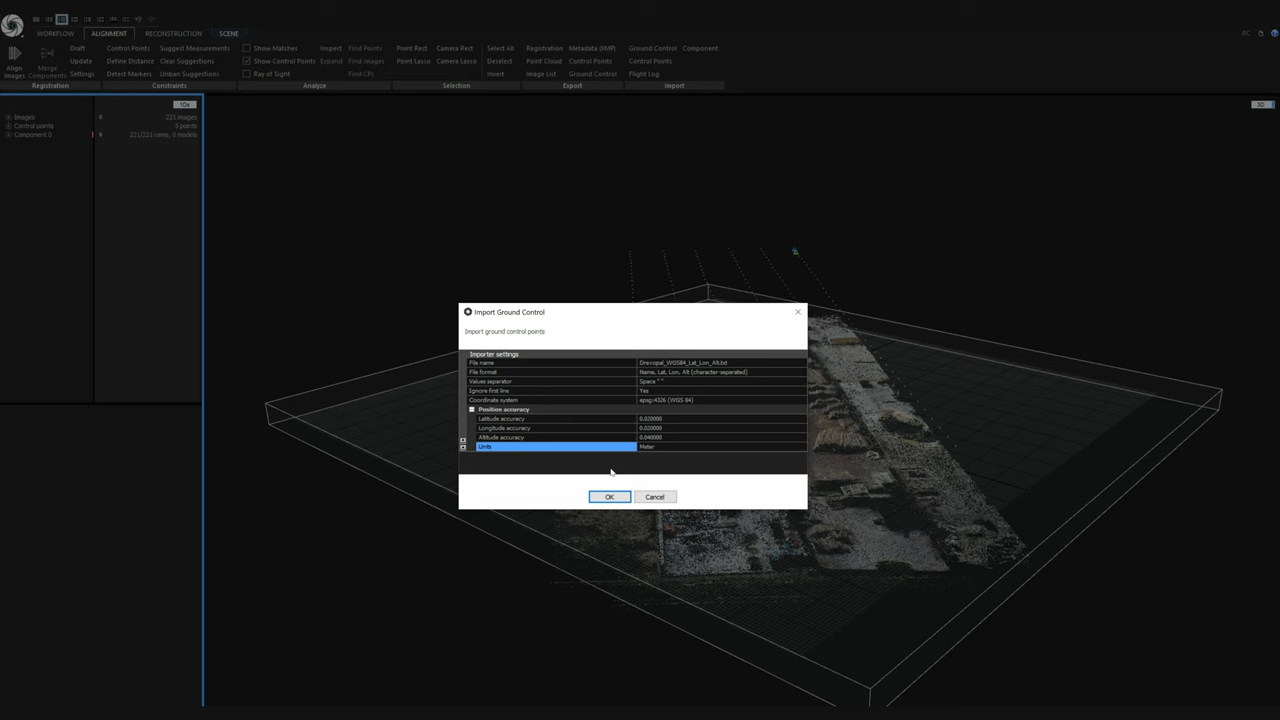 WORKFLOW ALIGNMENT RECONSTRUCTION SCENE
Align Images
Merge Components
Draft
Update
Settings
Registration
Control Points
Define Distance
Detect Markers
Suggest Measurements
Clear Suggestions
Unban Suggestions
Constraints
Show Matches
Show Control Points
Ray of Sight
Inspect
Expand
Find Points
Find Images
Find CPs
Analyze
Point Rect
Point Lasso
Camera Rect
Camera Lasso
Select All
Deselect
Invert
Selection
Registration
Point Cloud
Image List
Metadata (XMP)
Control Points
Ground Control
Export
Ground Control
Control Points
Flight Log
Component
Import
1Ds
Images 221 images
Control points 5 points
Component 0 221/221 cams, 0 models
3D
Import Ground Control
Import ground control points
Importer settings
File name Drevopal_WGS84_Lat_Lon_Alt.txt
File format Name, Lat, Lon, Alt (character-separated)
Values separator Space " "
Ignore first line Yes
Coordinate system epsg:4326 (WGS 84)
Position accuracy
Latitude accuracy 0.020000
Longitude accuracy 0.020000
Altitude accuracy 0.040000
Units Meter
OK Cancel